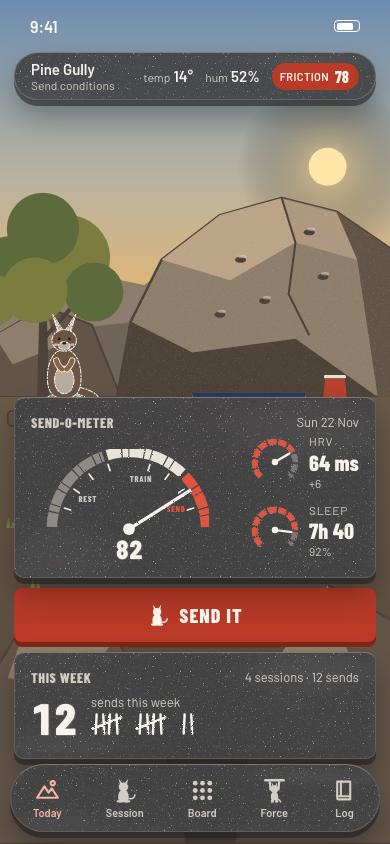 9:41
Pine Gully
Send conditions
temp 14°
hum 52%
FRICTION 78
SEND-O-METER
Sun 22 Nov
REST
TRAIN
SEND
82
HRV
64 ms
+6
SLEEP
7h 40
92%
SEND IT
THIS WEEK
4 sessions · 12 sends
12
sends this week
Today
Session
Board
Force
Log